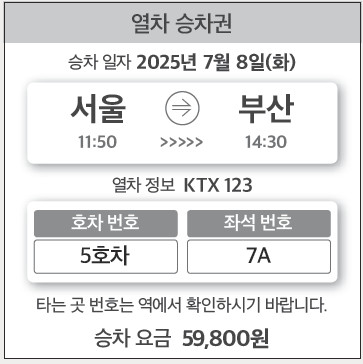 열차 승차권
승차 일자 2025년 7월 8일(화)
서울 → 부산
11:50 >>>>> 14:30
열차 정보 KTX 123
호차 번호 좌석 번호
5호차 7A
타는 곳 번호는 역에서 확인하시기 바랍니다.
승차 요금 59,800원